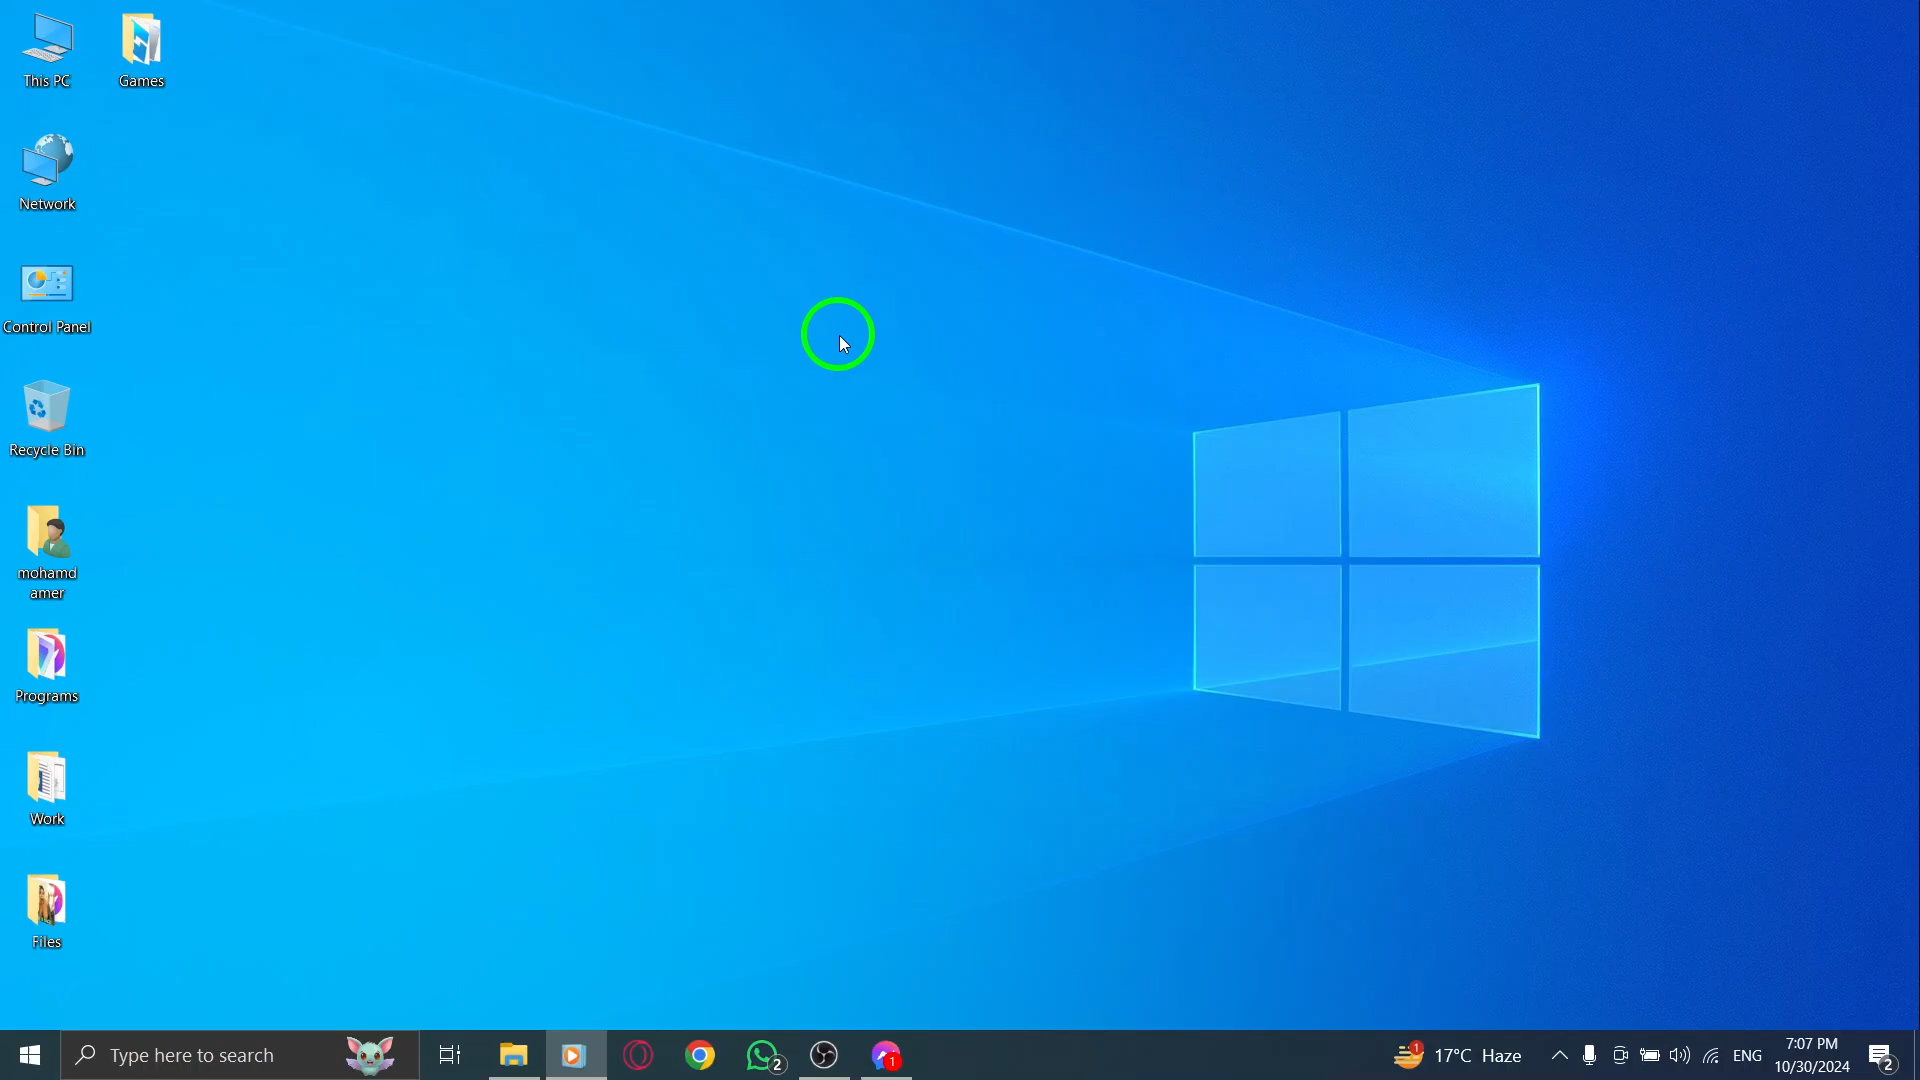 This PC
Games
Network
Control Panel
Recycle Bin
mohamd
amer
Programs
Work
Files
Type here to search
2
1
1
17°C Haze
ENG
7:07 PM
10/30/2024
2